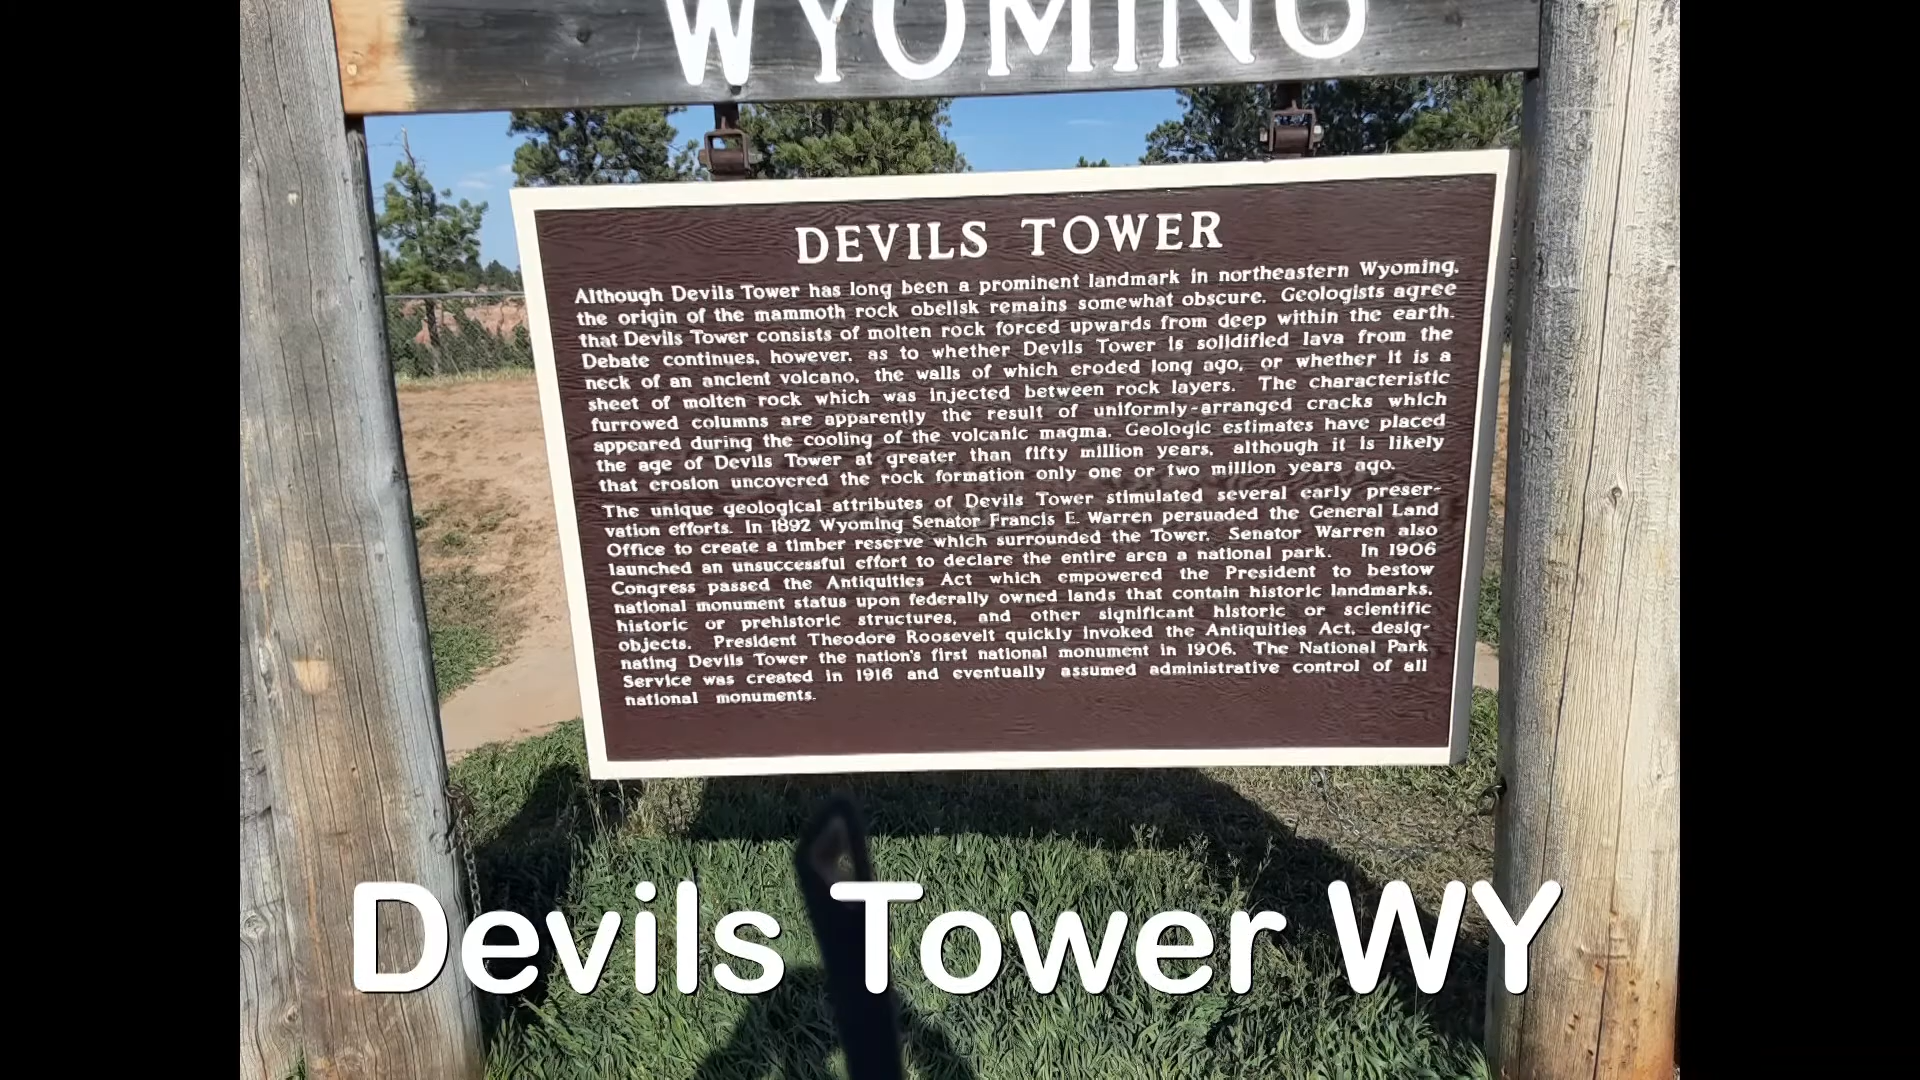 WYOMING
DEVILS TOWER
Although Devils Tower has long been a prominent landmark in northeastern Wyoming,
the origin of the mammoth rock obelisk remains somewhat obscure. Geologists agree
that Devils Tower consists of molten rock forced upwards from deep within the earth.
Debate continues, however, as to whether Devils Tower is solidified lava from the
neck of an ancient volcano, the walls of which eroded long ago, or whether it is a
sheet of molten rock which was injected between rock layers. The characteristic
furrowed columns are apparently the result of uniformly-arranged cracks which
appeared during the cooling of the volcanic magma. Geologic estimates have placed
the age of Devils Tower at greater than fifty million years, although it is likely
that erosion uncovered the rock formation only one or two million years ago.
The unique geological attributes of Devils Tower stimulated several early preser-
vation efforts. In 1892 Wyoming Senator Francis E. Warren persuaded the General Land
Office to create a timber reserve which surrounded the Tower. Senator Warren also
launched an unsuccessful effort to declare the entire area a national park. In 1906
Congress passed the Antiquities Act which empowered the President to bestow
national monument status upon federally owned lands that contain historic landmarks,
historic or prehistoric structures, and other significant historic or scientific
objects. President Theodore Roosevelt quickly invoked the Antiquities Act, desig-
nating Devils Tower the nation's first national monument in 1906. The National Park
Service was created in 1916 and eventually assumed administrative control of all
national monuments.
Devils Tower WY